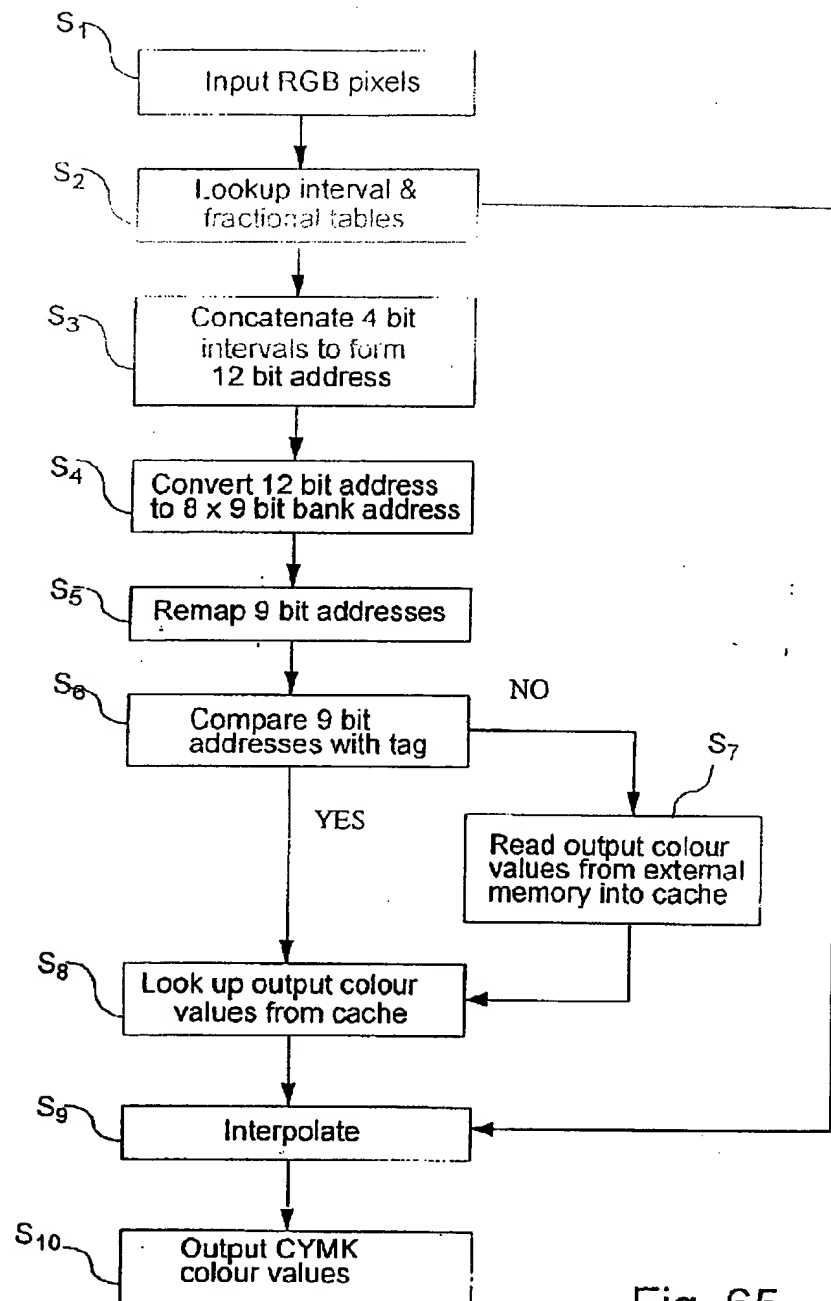 S1
Input RGB pixels
S2
Lookup interval &
fractional tables
S3
Concatenate 4 bit
intervals to form
12 bit address
S4
Convert 12 bit address
to 8 x 9 bit bank address
S5
Remap 9 bit addresses
S6
Compare 9 bit
addresses with tag
NO
YES
S7
Read output colour
values from external
memory into cache
S8
Look up output colour
values from cache
S9
Interpolate
S10
Output CYMK
colour values
Fig. 65